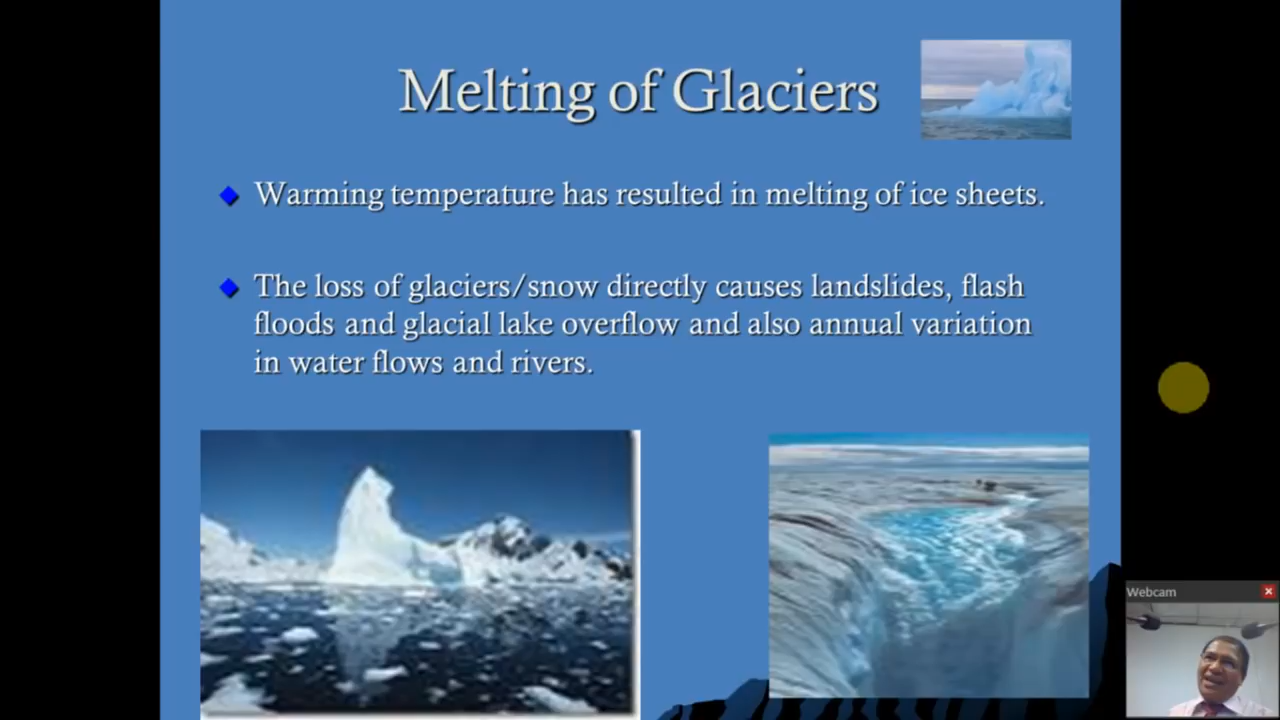 Melting of Glaciers
Warming temperature has resulted in melting of ice sheets.
The loss of glaciers/snow directly causes landslides, flash
floods and glacial lake overflow and also annual variation
in water flows and rivers.
Webcam